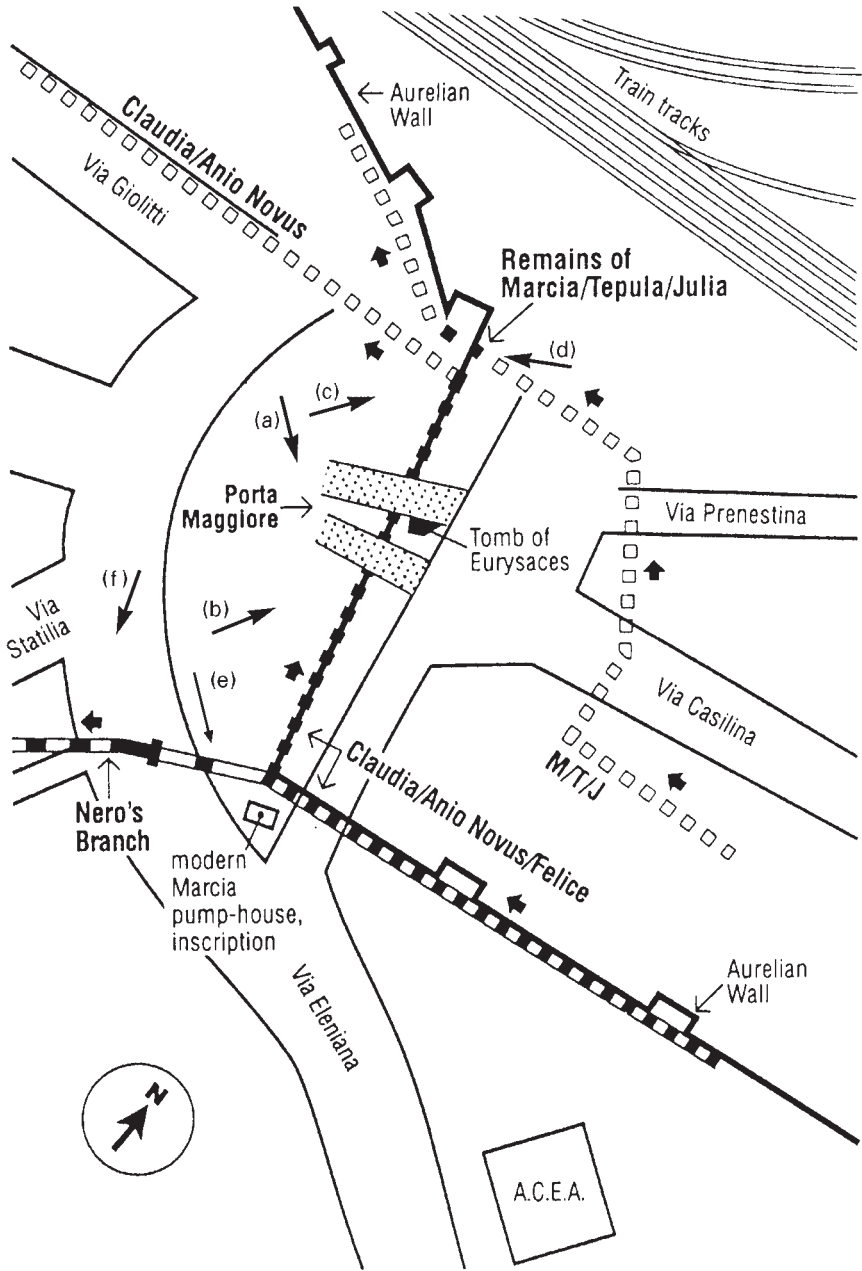 Aurelian
Wall
Train tracks
Claudia/Anio Novus
Via Giolitti
Remains of
Marcia/Tepula/Julia
(d)
(c)
(a)
Porta
Maggiore
Via Prenestina
Tomb of
Eurysaces
(f)
(b)
Via
Statilia
(e)
Via Casilina
M/T/J
Claudia/Anio Novus/Felice
Nero's
Branch
modern
Marcia
pump-house,
inscription
Aurelian
Wall
Via Eleniana
N
A.C.E.A.